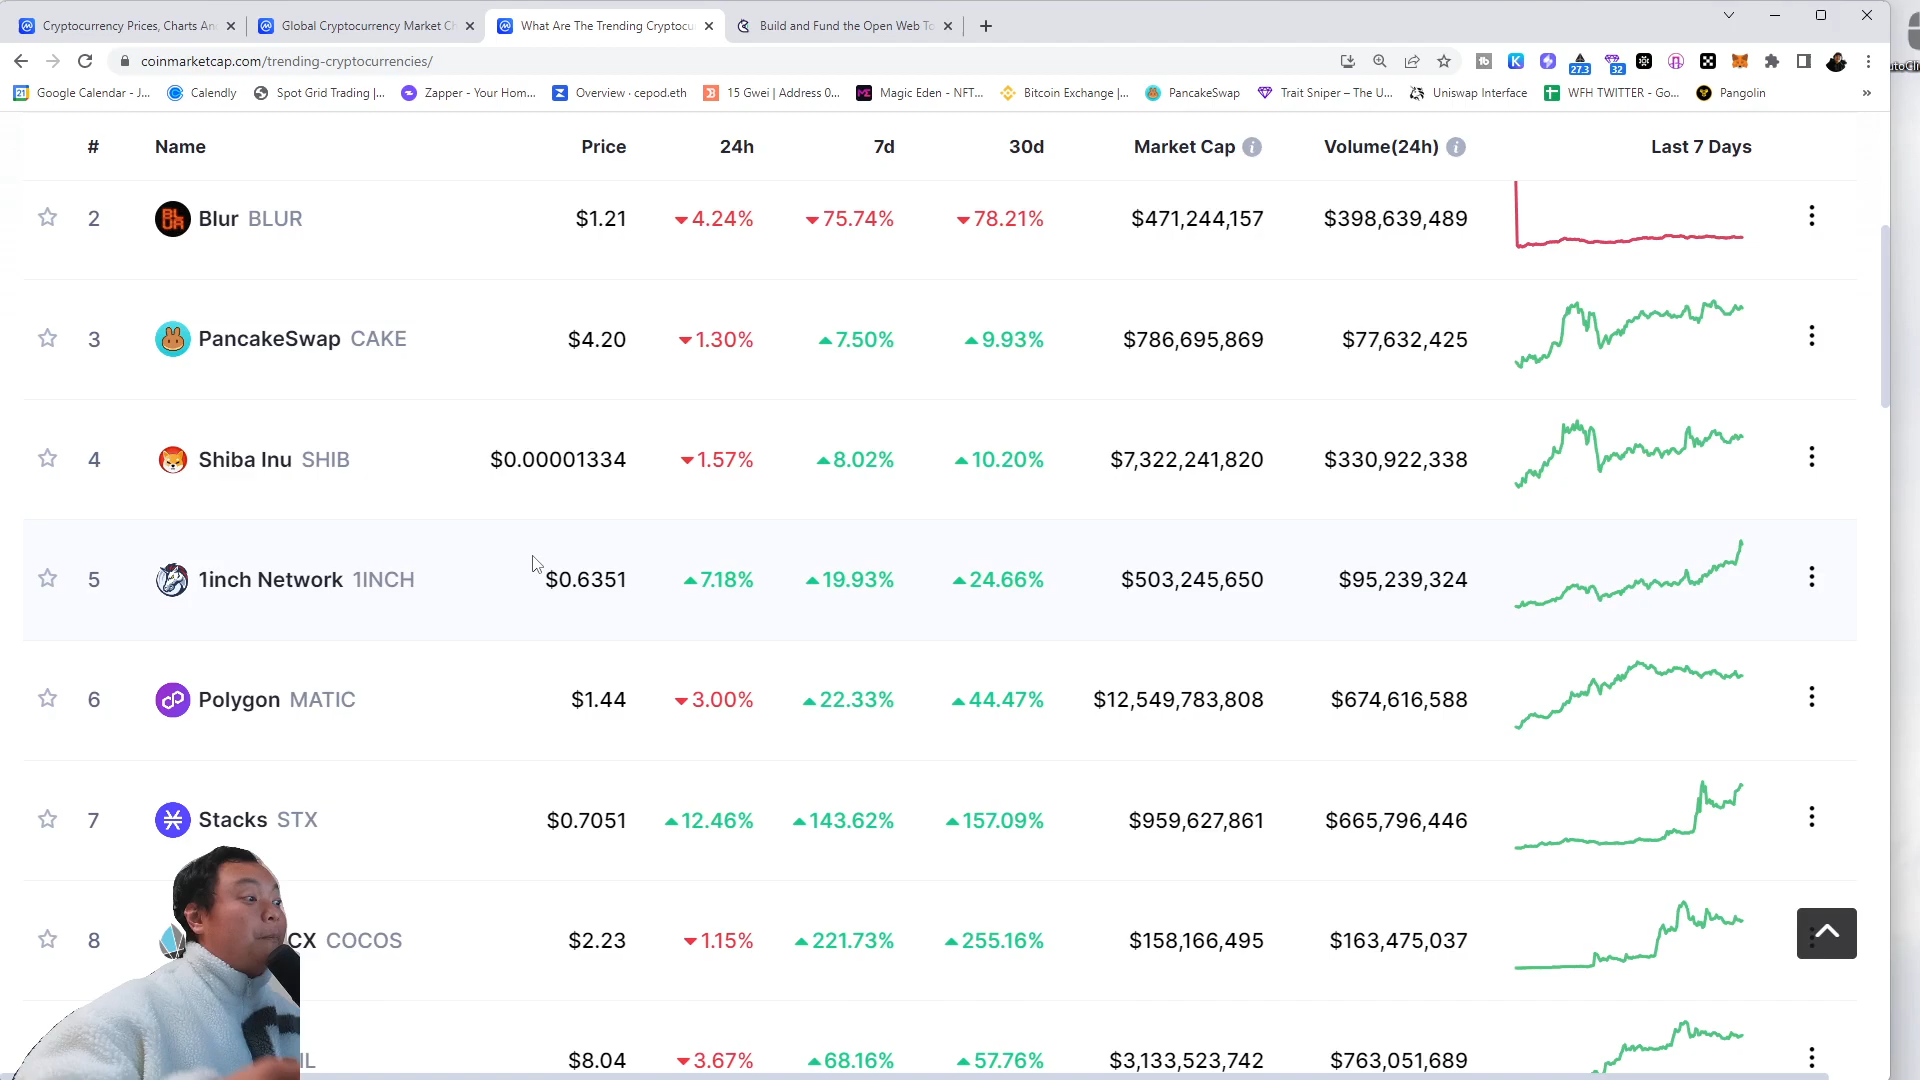 Cryptocurrency Prices, Charts An
Global Cryptocurrency Market Ch
What Are The Trending Cryptocu
Build and Fund the Open Web To
coinmarketcap.com/trending-cryptocurrencies/
27.3
32
Google Calendar - J...
Calendly
Spot Grid Trading |...
Zapper - Your Hom...
Overview · cepod.eth
15 Gwei | Address 0...
Magic Eden - NFT...
Bitcoin Exchange |...
PancakeSwap
Trait Sniper – The U...
Uniswap Interface
WFH TWITTER - Go...
Pangolin
»
# Name Price 24h 7d 30d Market Cap Volume(24h) Last 7 Days
2 Blur BLUR $1.21 4.24% 75.74% 78.21% $471,244,157 $398,639,489
3 PancakeSwap CAKE $4.20 1.30% 7.50% 9.93% $786,695,869 $77,632,425
4 Shiba Inu SHIB $0.00001334 1.57% 8.02% 10.20% $7,322,241,820 $330,922,338
5 1inch Network 1INCH $0.6351 7.18% 19.93% 24.66% $503,245,650 $95,239,324
6 Polygon MATIC $1.44 3.00% 22.33% 44.47% $12,549,783,808 $674,616,588
7 Stacks STX $0.7051 12.46% 143.62% 157.09% $959,627,861 $665,796,446
8 CX COCOS $2.23 1.15% 221.73% 255.16% $158,166,495 $163,475,037
IL $8.04 3.67% 68.16% 57.76% $3,133,523,742 $763,051,689